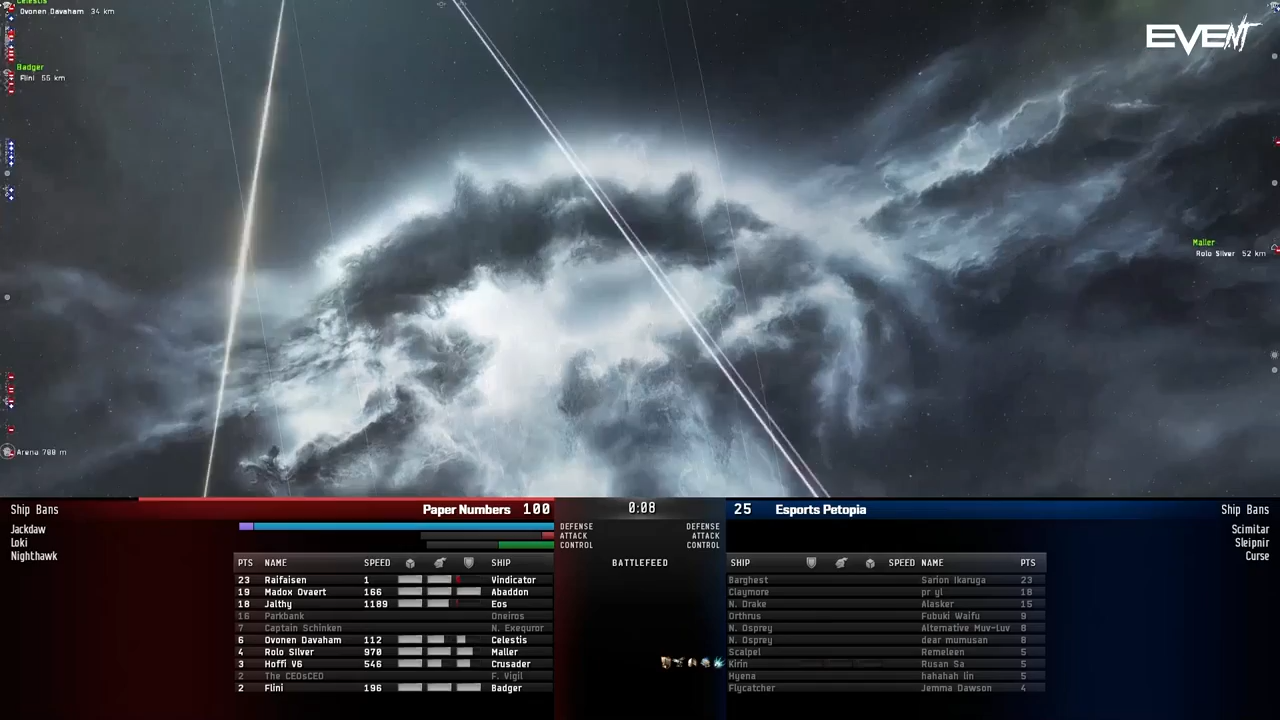 Celestis
Ovonen Davaham 34 km
EVENT
Badger
Flini 55 km
Maller
Rolo Silver 52 km
Arena 788 m
Ship Bans
Paper Numbers 100
0:08
25 Esports Petopia
Ship Bans
Jackdaw
Loki
Nighthawk
DEFENSE DEFENSE
ATTACK ATTACK
CONTROL CONTROL
Scimitar
Sleipnir
Curse
PTS NAME SPEED SHIP
BATTLEFEED
SHIP SPEED NAME PTS
23 Raifaisen 1 Vindicator
19 Madox Ovaert 166 Abaddon
18 Jalthy 1189 Eos
16 Parkbank Oneiros
7 Captain Schinken N. Exequror
6 Ovonen Davaham 112 Celestis
4 Rolo Silver 970 Maller
3 Hoffi V6 546 Crusader
2 The CEOsCEO F. Vigil
2 Flini 196 Badger
Barghest Sarion Ikaruga 23
Claymore pr yl 18
N. Drake Alasker 15
Orthrus Fubuki Waifu 9
N. Osprey Alternative Muv-Luv 8
N. Osprey dear mumusan 8
Scalpel Remeleen 5
Kirin Rusan Sa 5
Hyena hahahah lin 5
Flycatcher Jemma Dawson 4